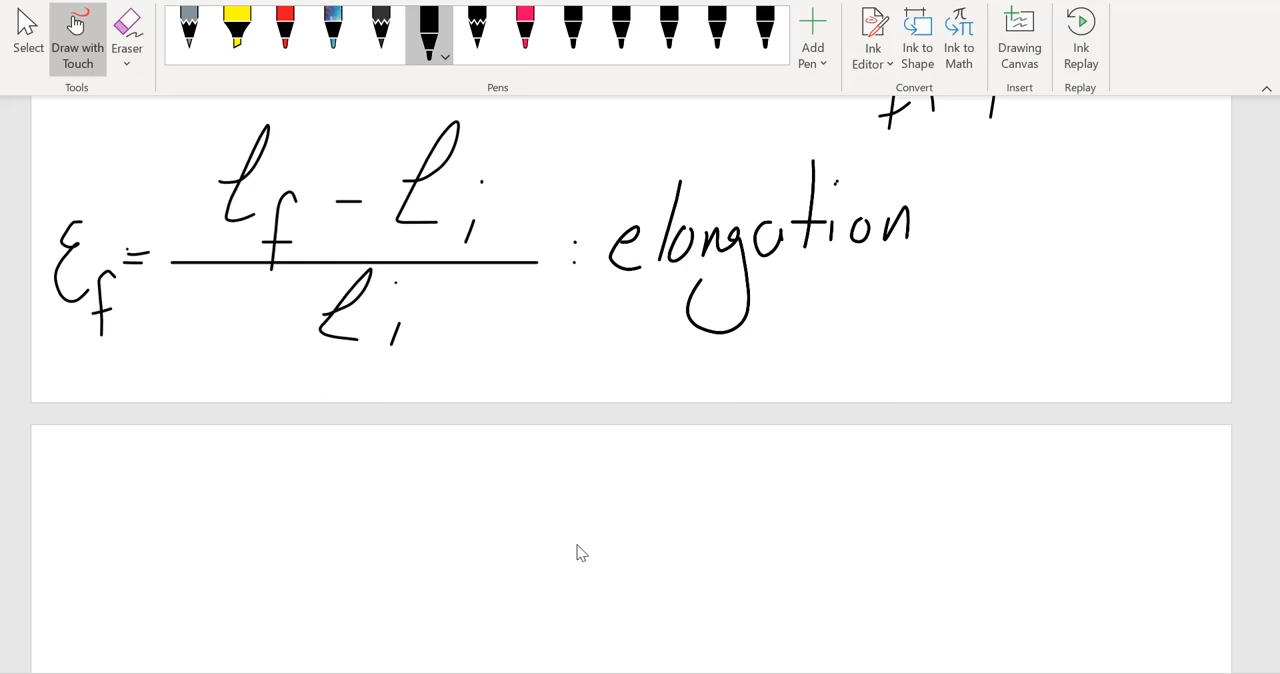 Select
Draw with Touch
Eraser
Tools
Pens
Add Pen
Ink Editor
Ink to Shape
Ink to Math
Convert
Drawing Canvas
Insert
Ink Replay
Replay
ε_f = (l_f - l_i) / l_i : elongation